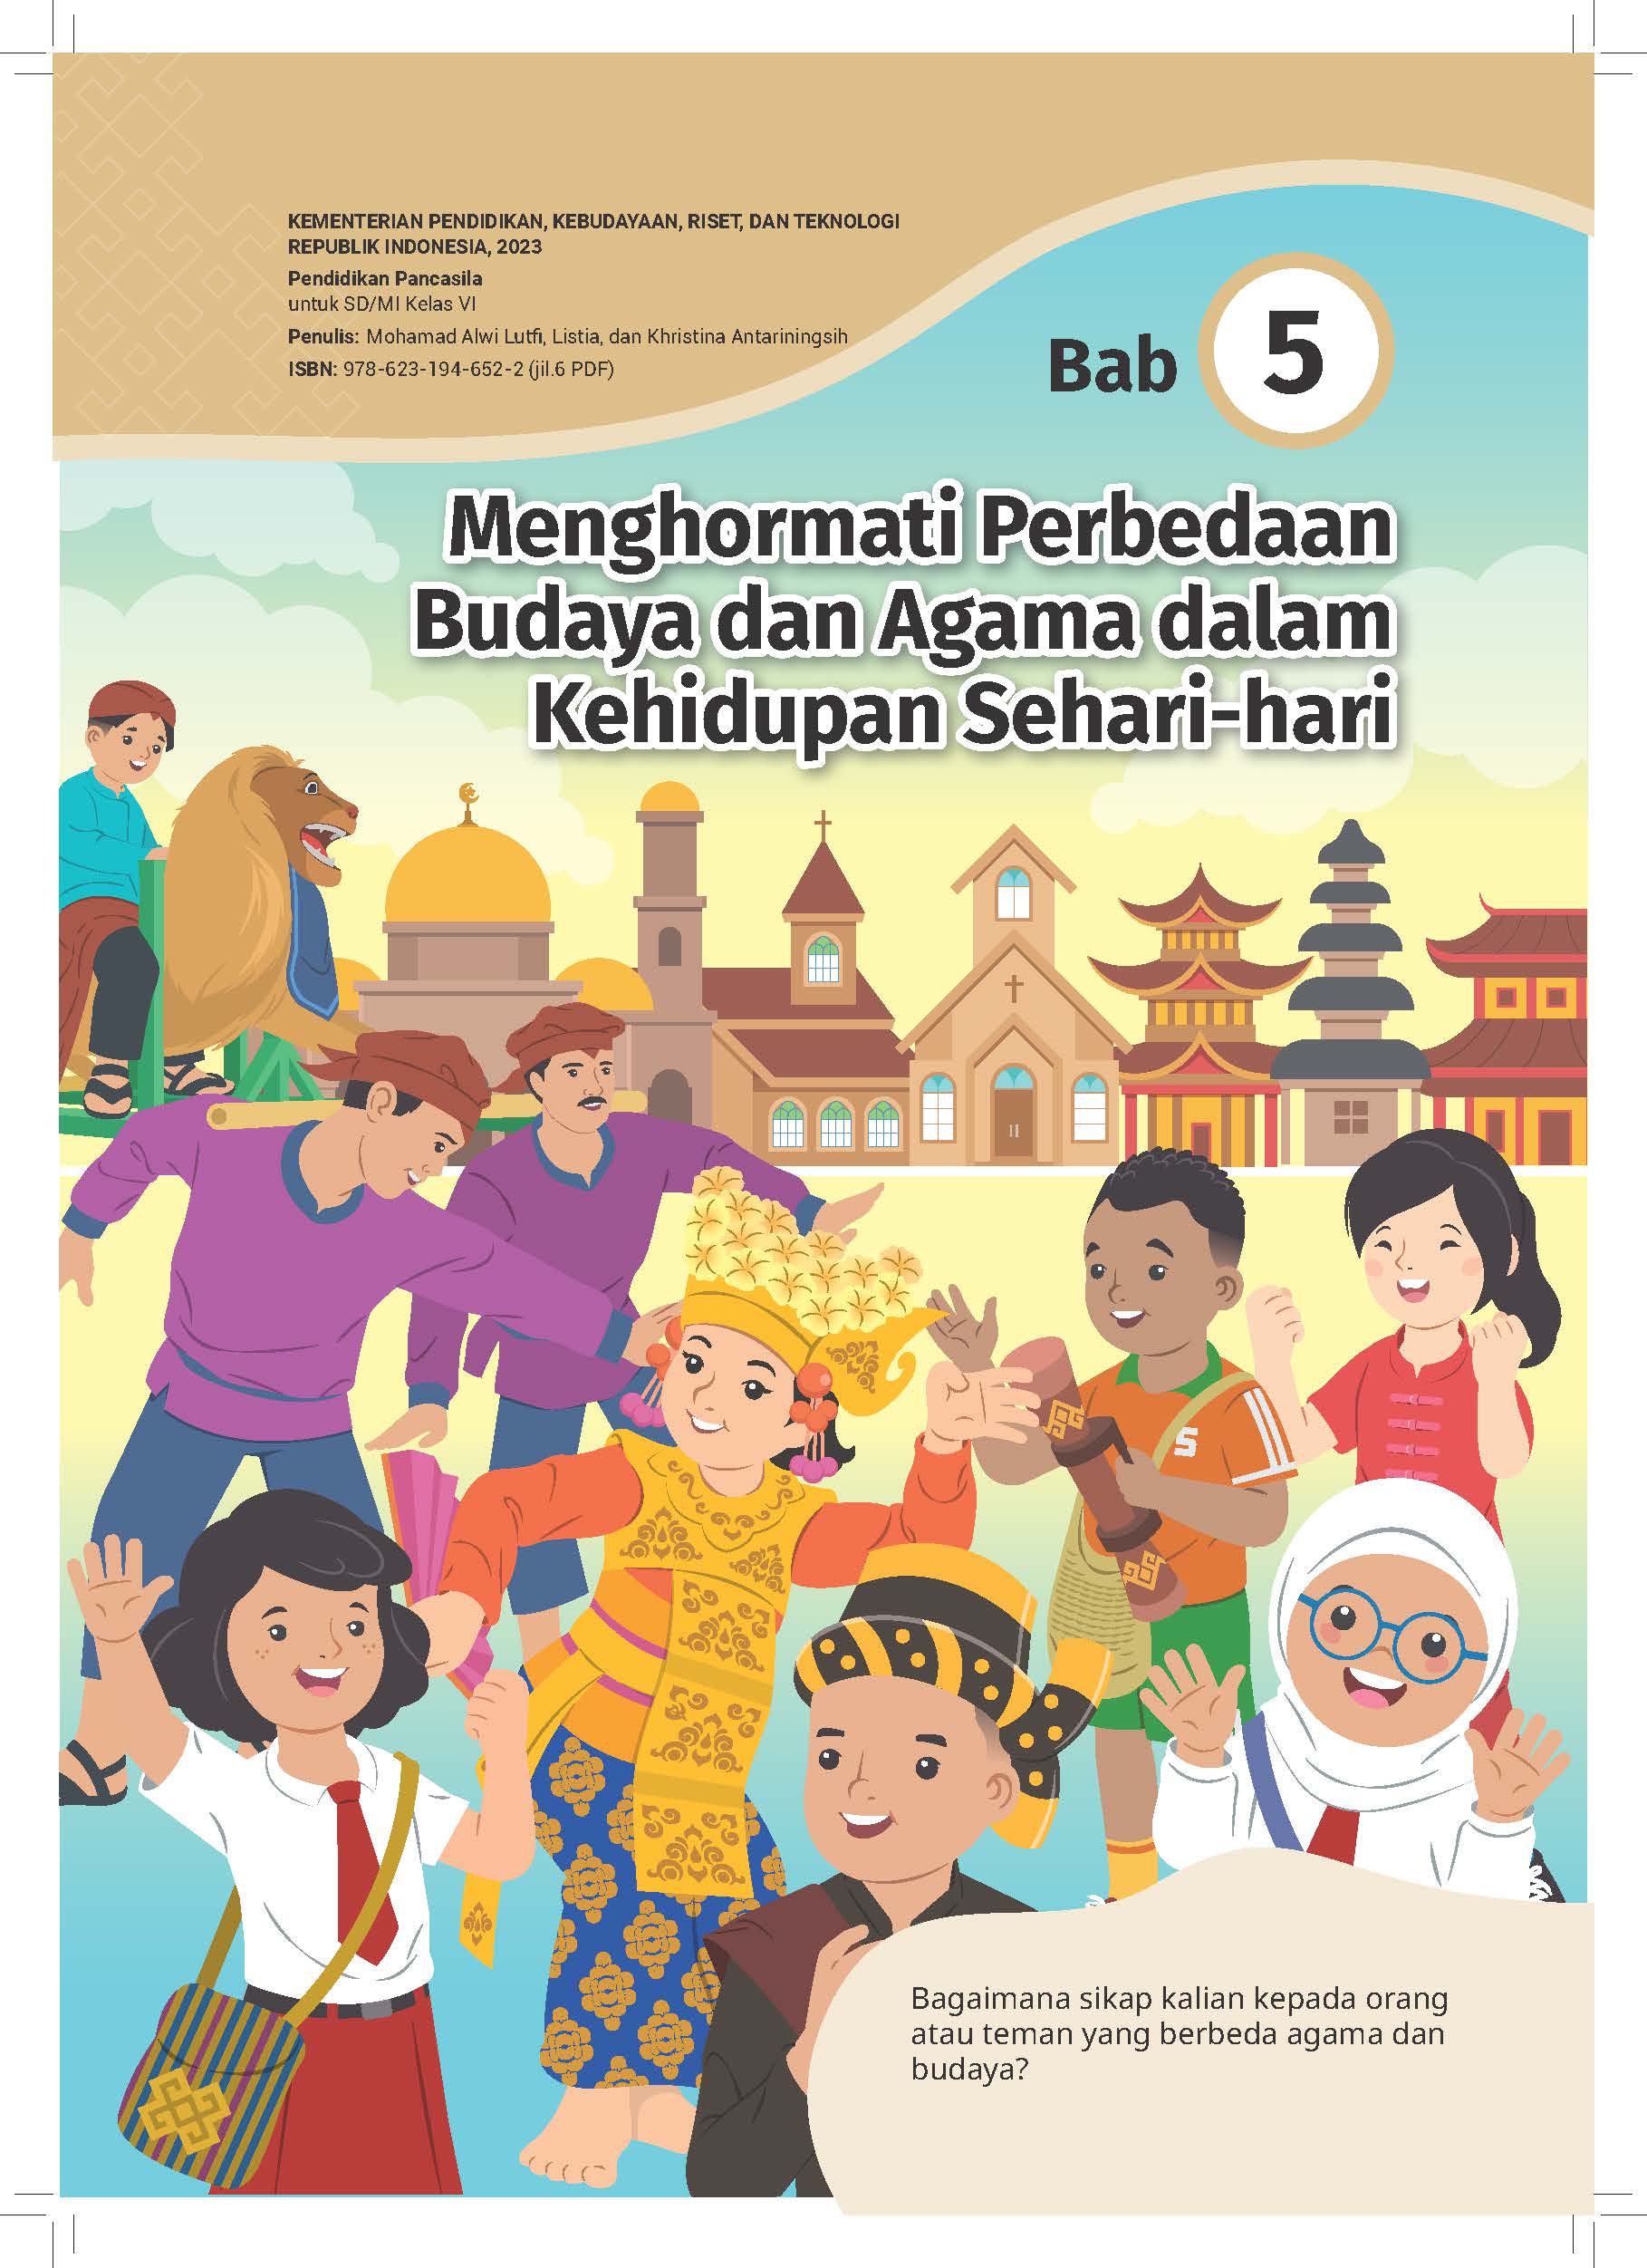 KEMENTERIAN PENDIDIKAN, KEBUDAYAAN, RISET, DAN TEKNOLOGI
REPUBLIK INDONESIA, 2023
Pendidikan Pancasila
untuk SD/MI Kelas VI
Penulis: Mohamad Alwi Lutfi, Listia, dan Khristina Antariningsih
ISBN: 978-623-194-652-2 (jil.6 PDF)
Bab 5
Menghormati Perbedaan
Budaya dan Agama dalam
Kehidupan Sehari-hari
S
Bagaimana sikap kalian kepada orang
atau teman yang berbeda agama dan
budaya?